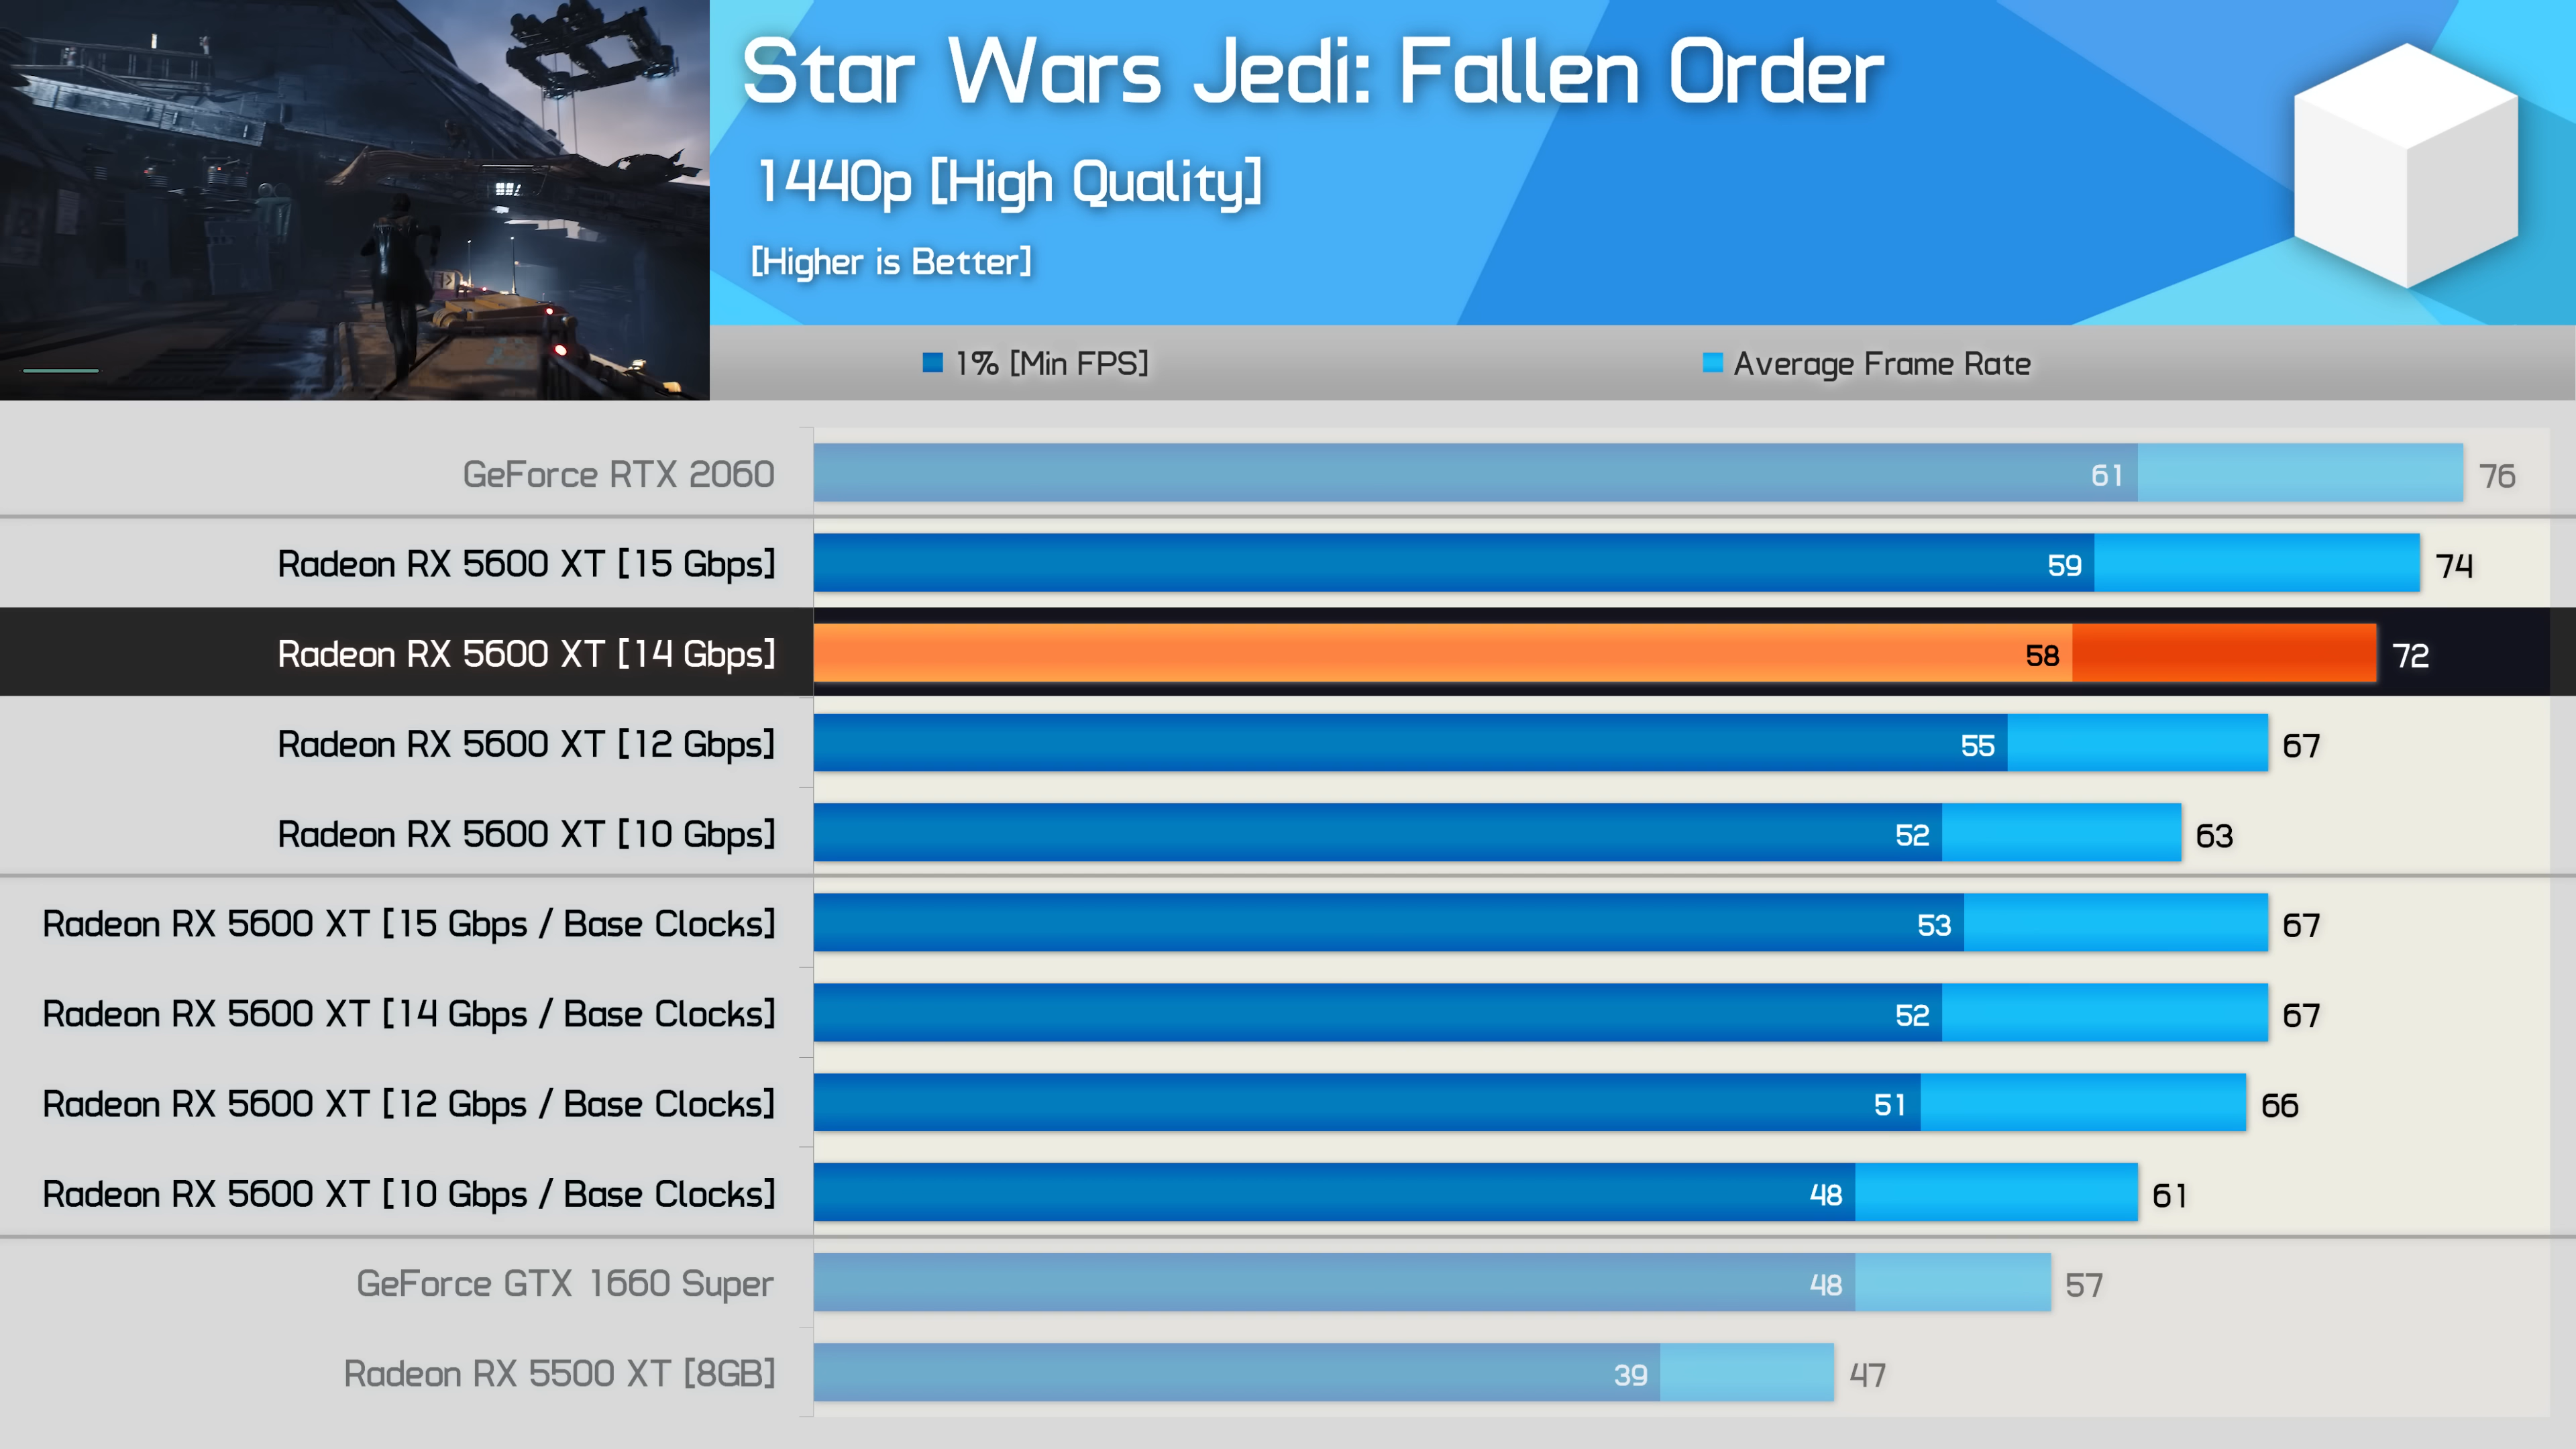 Star Wars Jedi: Fallen Order
1440p [High Quality]
[Higher is Better]
1% [Min FPS] Average Frame Rate
GeForce RTX 2060 61 76
Radeon RX 5600 XT [15 Gbps] 59 74
Radeon RX 5600 XT [14 Gbps] 58 72
Radeon RX 5600 XT [12 Gbps] 55 67
Radeon RX 5600 XT [10 Gbps] 52 63
Radeon RX 5600 XT [15 Gbps / Base Clocks] 53 67
Radeon RX 5600 XT [14 Gbps / Base Clocks] 52 67
Radeon RX 5600 XT [12 Gbps / Base Clocks] 51 66
Radeon RX 5600 XT [10 Gbps / Base Clocks] 48 61
GeForce GTX 1660 Super 48 57
Radeon RX 5500 XT [8GB] 39 47